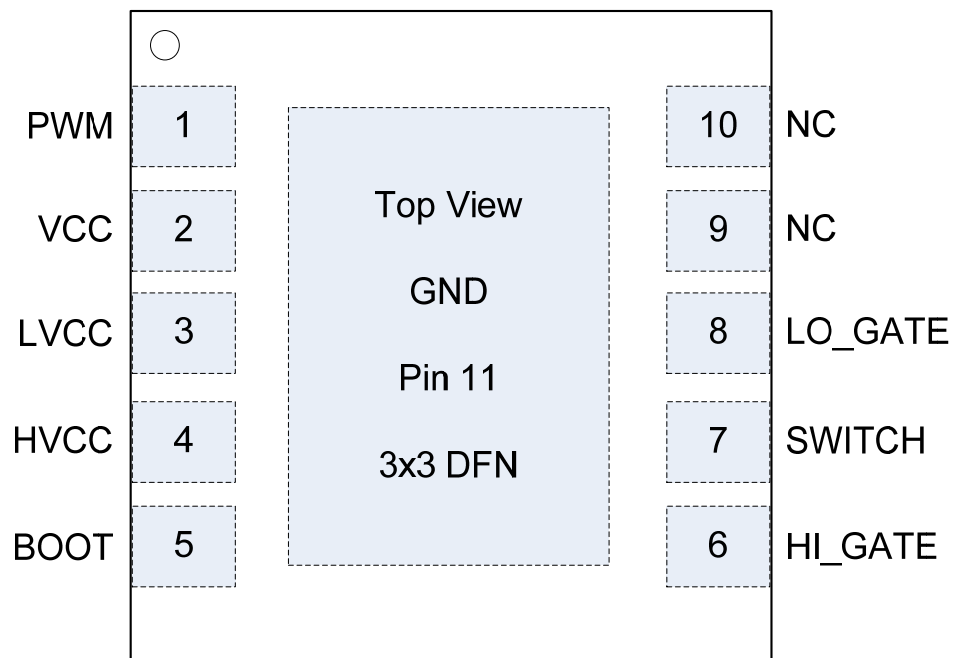 PWM 1 10 NC
Top View
VCC 2 9 NC
GND
LVCC 3 8 LO_GATE
Pin 11
HVCC 4 7 SWITCH
3x3 DFN
BOOT 5 6 HI_GATE